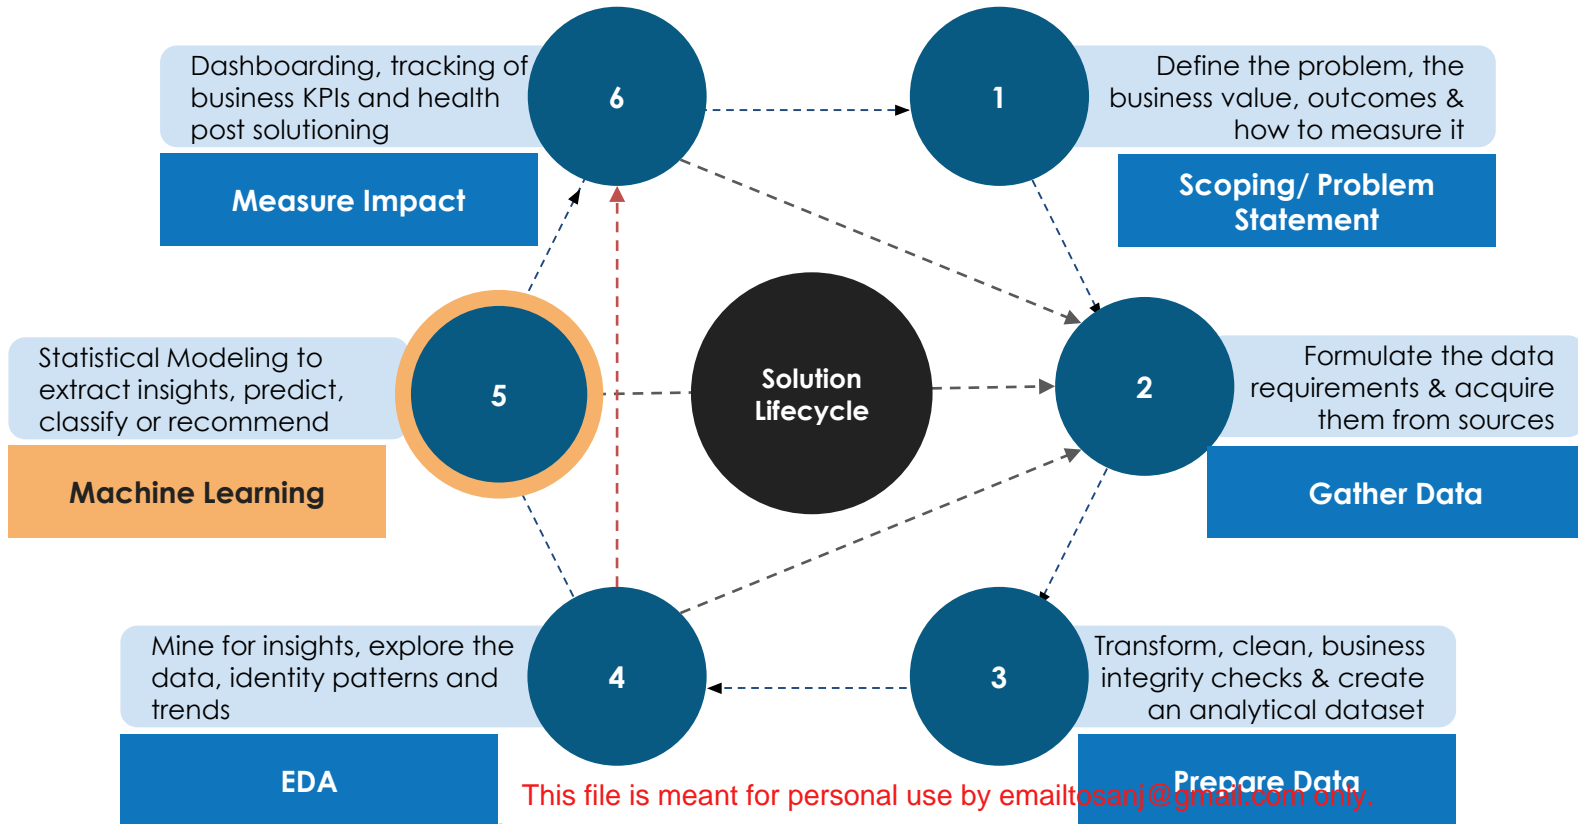 6
Dashboarding, tracking of
business KPIs and health
post solutioning
Measure Impact
1
Define the problem, the
business value, outcomes &
how to measure it
Scoping/ Problem
Statement
5
Statistical Modeling to
extract insights, predict,
classify or recommend
Machine Learning
Solution
Lifecycle
2
Formulate the data
requirements & acquire
them from sources
Gather Data
4
Mine for insights, explore the
data, identity patterns and
trends
EDA
3
Transform, clean, business
integrity checks & create
an analytical dataset
Prepare Data
This file is meant for personal use by emailtosanj@gmail.com only.